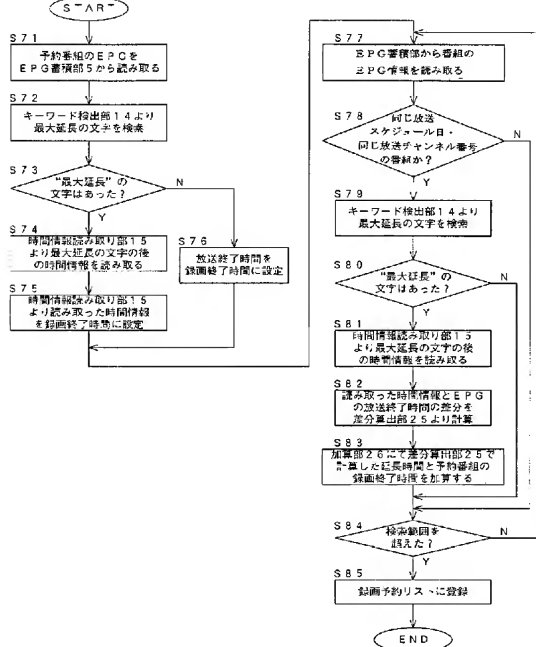 START
S71
予約番組のEPGを
EPG蓄積部5から読み取る
S72
キーワード検出部14より
最大延長の文字を検索
S73
“最大延長”の
文字はあった？
N
Y
S74
時間情報読み取り部15
より最大延長の文字の後
の時間情報を読み取る
S76
放送終了時間を
録画終了時間に設定
S75
時間情報読み取り部15
より読み取った時間情報
を録画終了時間に設定
S77
EPG蓄積部から番組の
EPG情報を読み取る
S78
同じ放送
スケジュール日・
同じ放送チャンネル番号
の番組か？
N
Y
S79
キーワード検出部14より
最大延長の文字を検索
S80
“最大延長”の
文字はあった？
N
Y
S81
時間情報読み取り部15
より最大延長の文字の後
の時間情報を読み取る
S82
読み取った時間情報とEPG
の放送終了時間の差分を
差分算出部25より計算
S83
加算部26にて差分算出部25で
計算した延長時間と予約番組の
録画終了時間を加算する
S84
検索範囲を
超えた？
N
Y
S85
録画予約リストに登録
END